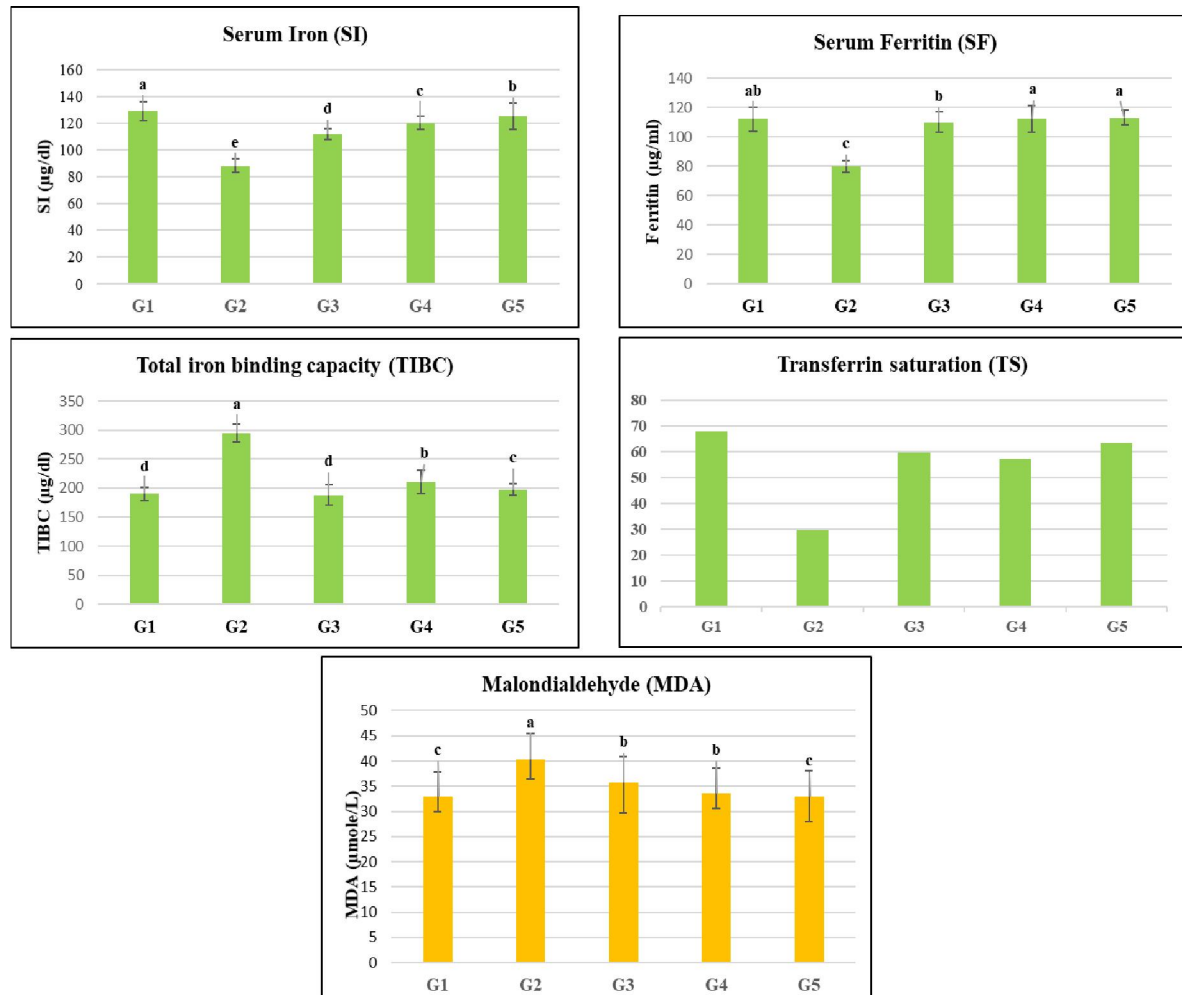 Serum Iron (SI)
SI (µg/dl)
160
140
120
100
80
60
40
20
0
a
e
d
c
b
G1 G2 G3 G4 G5
Serum Ferritin (SF)
Ferritin (µg/ml)
140
120
100
80
60
40
20
0
ab
c
b
a
a
G1 G2 G3 G4 G5
Total iron binding capacity (TIBC)
TIBC (µg/dl)
350
300
250
200
150
100
50
0
d
a
d
b
c
G1 G2 G3 G4 G5
Transferrin saturation (TS)
80
70
60
50
40
30
20
10
0
G1 G2 G3 G4 G5
Malondialdehyde (MDA)
MDA (µmole/L)
50
45
40
35
30
25
20
15
10
5
0
c
a
b
b
c
G1 G2 G3 G4 G5